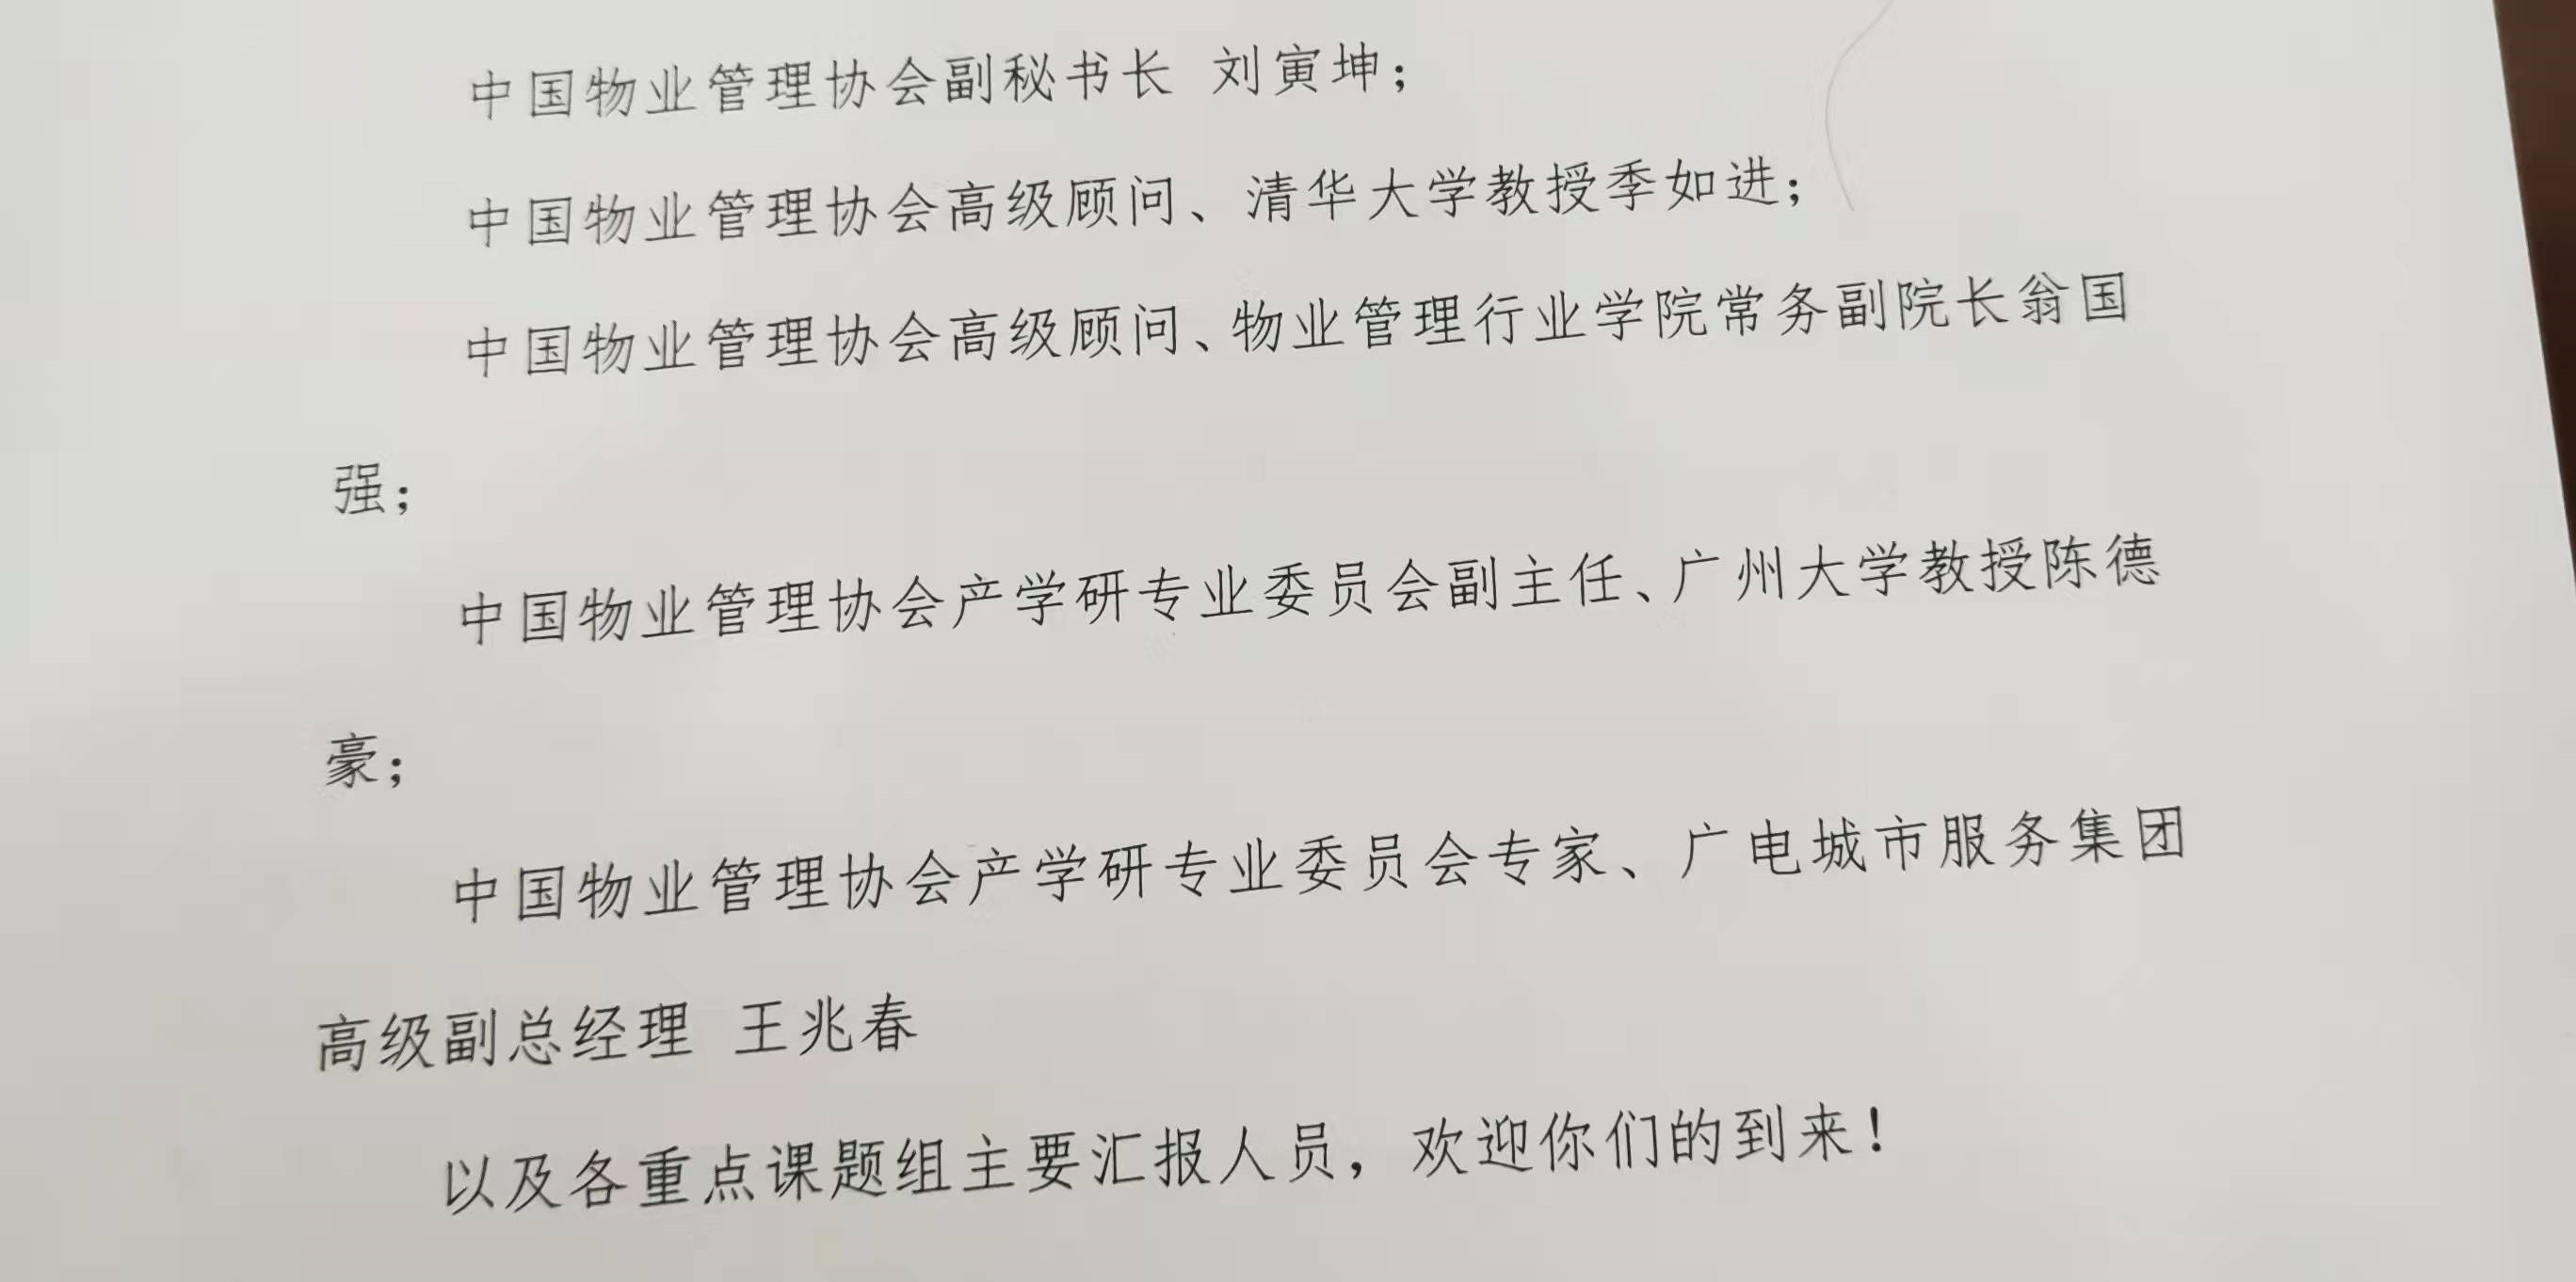 中国物业管理协会副秘书长 刘寅坤；
中国物业管理协会高级顾问、清华大学教授季如进；
中国物业管理协会高级顾问、物业管理行业学院常务副院长翁国
强；
中国物业管理协会产学研专业委员会副主任、广州大学教授陈德
豪；
中国物业管理协会产学研专业委员会专家、广电城市服务集团
高级副总经理 王兆春
以及各重点课题组主要汇报人员，欢迎你们的到来！